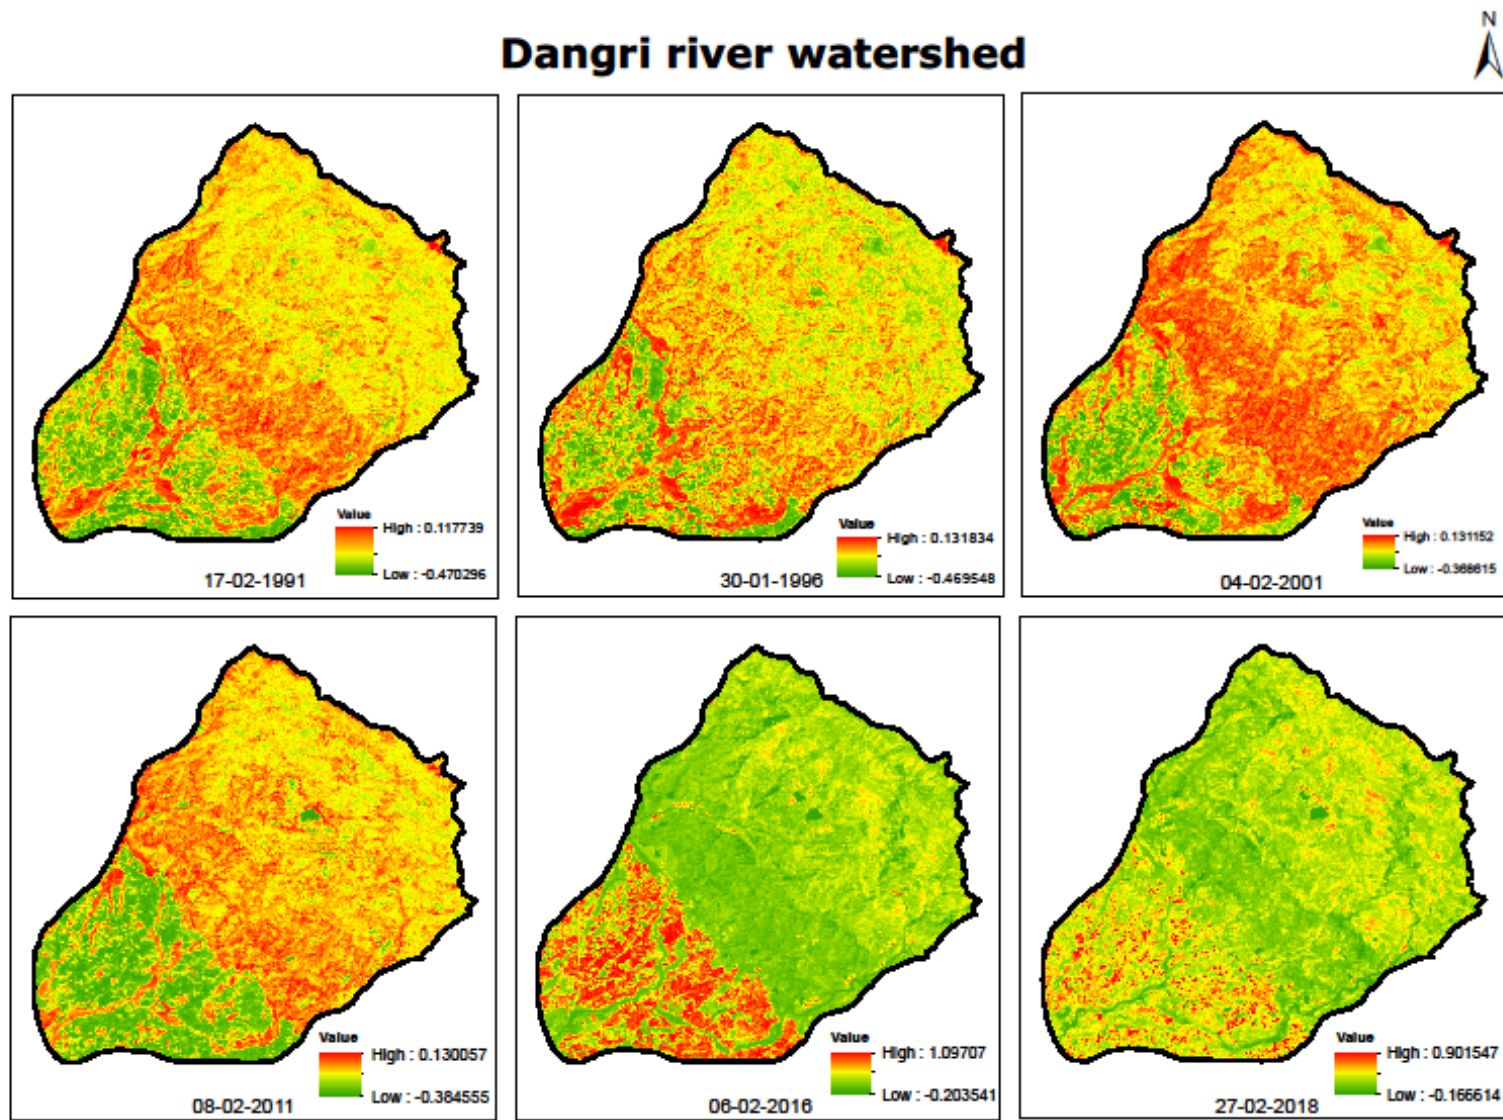 N
Dangri river watershed
Value
High : 0.117739
Low : -0.470296
17-02-1991
Value
High : 0.131834
Low : -0.469548
30-01-1996
Value
High : 0.131152
Low : -0.368615
04-02-2001
Value
High : 0.130057
Low : -0.384555
08-02-2011
Value
High : 1.09707
Low : -0.203541
06-02-2016
Value
High : 0.901547
Low : -0.166614
27-02-2018